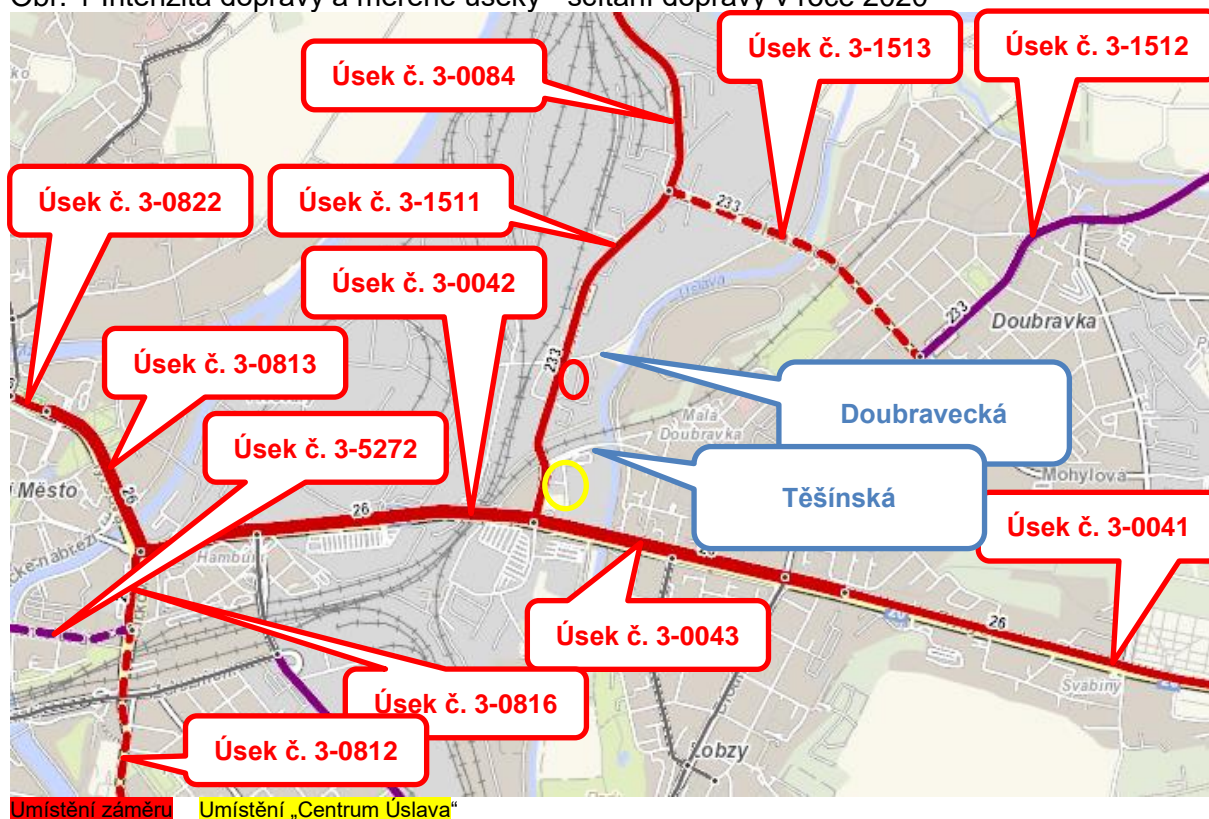 Obr. 1 Intenzita dopravy a měřené úseky - sčítání dopravy v roce 2020
Úsek č. 3-1513
Úsek č. 3-1512
Úsek č. 3-0084
Úsek č. 3-0822
Úsek č. 3-1511
233
Úsek č. 3-0042
Úslava
233
Doubravka
Úsek č. 3-0813
233
Doubravecká
Malá
Doubravka
Úsek č. 3-5272
26
Město
Mohylová
Těšínská
26
Úsek č. 3-0041
Hamburk
26
26
Úsek č. 3-0043
Švabiny
Úsek č. 3-0816
Úsek č. 3-0812
Lobzy
Umístění záměru Umístění „Centrum Úslava“